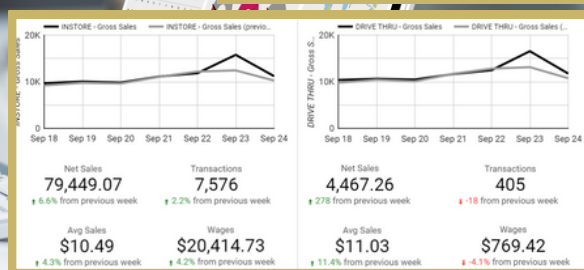 INSTORE - Gross Sales
INSTORE - Gross Sales (previo...
INSTORE - Gross Sales
20K
10K
0
Sep 18 Sep 19 Sep 20 Sep 21 Sep 22 Sep 23 Sep 24
Net Sales
79,449.07
6.6% from previous week
Transactions
7,576
2.2% from previous week
Avg Sales
$10.49
4.3% from previous week
Wages
$20,414.73
4.2% from previous week
DRIVE THRU - Gross Sales
DRIVE THRU - Gross Sales (...
DRIVE THRU - Gross S...
20K
10K
0
Sep 18 Sep 19 Sep 20 Sep 21 Sep 22 Sep 23 Sep 24
Net Sales
4,467.26
278 from previous week
Transactions
405
-18 from previous week
Avg Sales
$11.03
11.4% from previous week
Wages
$769.42
-4.1% from previous week